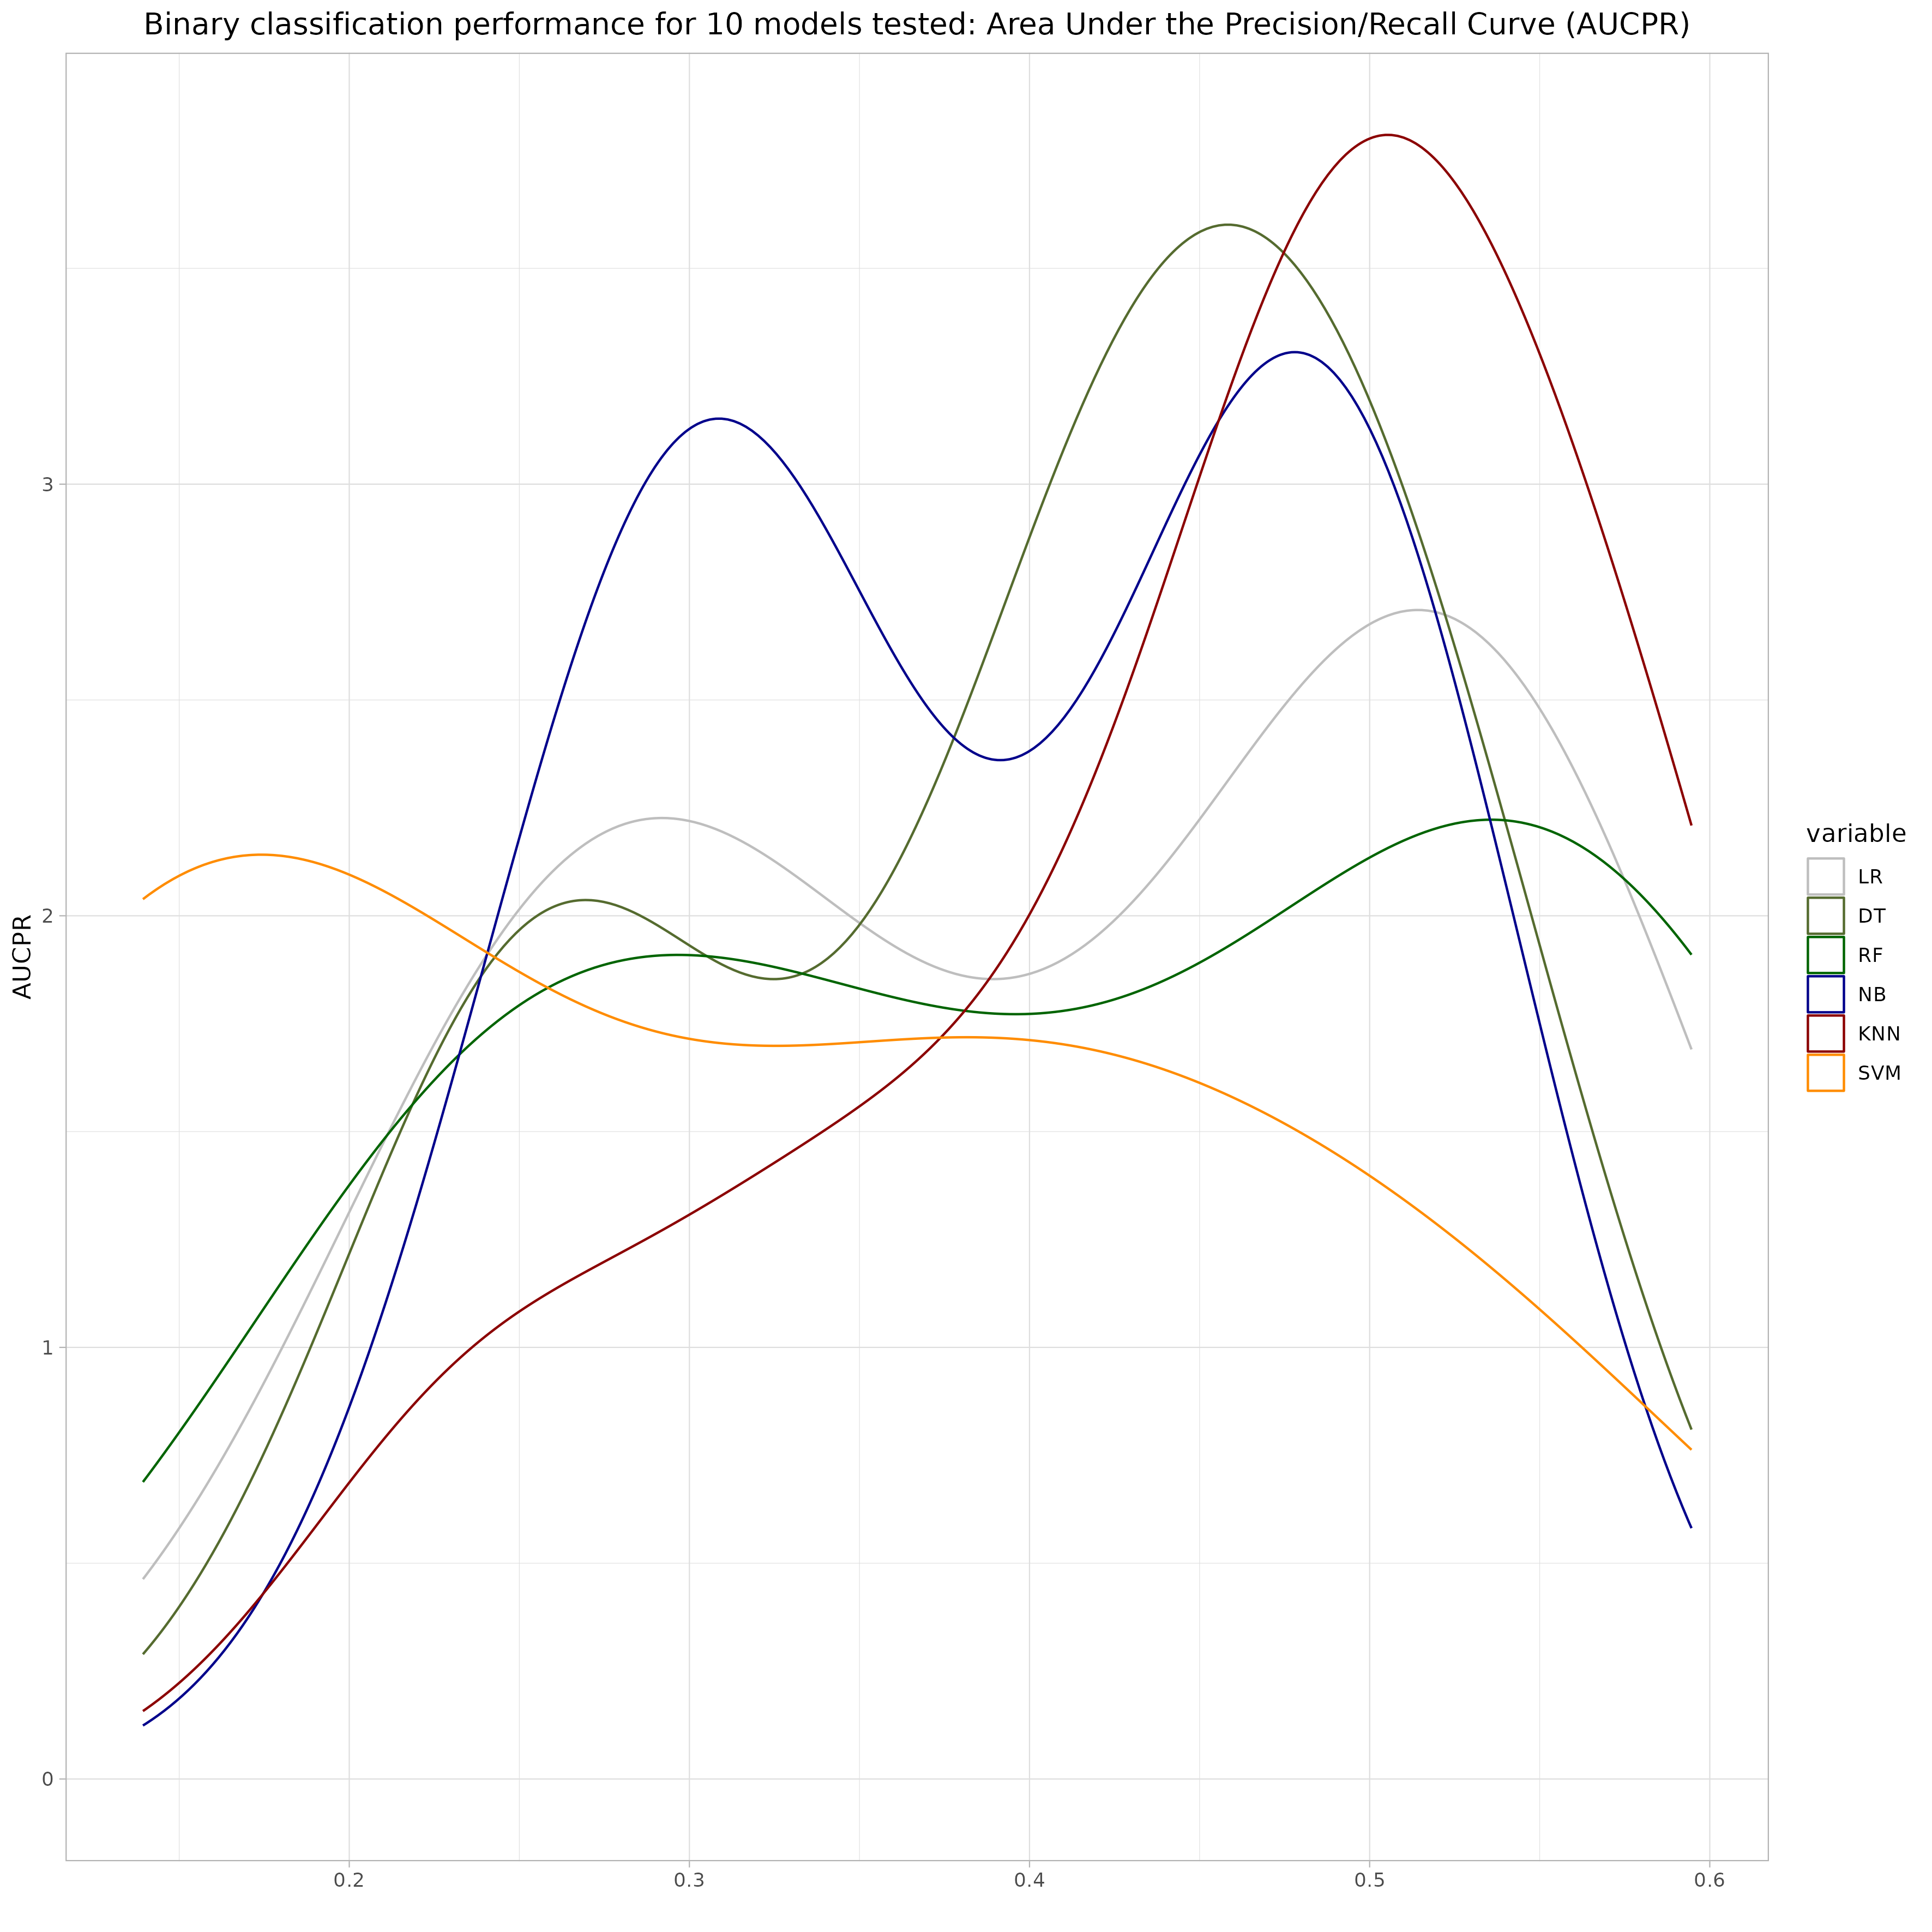 Binary classification performance for 10 models tested: Area Under the Precision/Recall Curve (AUCPR)
AUCPR
3
2
1
0
0.2 0.3 0.4 0.5 0.6
variable
LR
DT
RF
NB
KNN
SVM